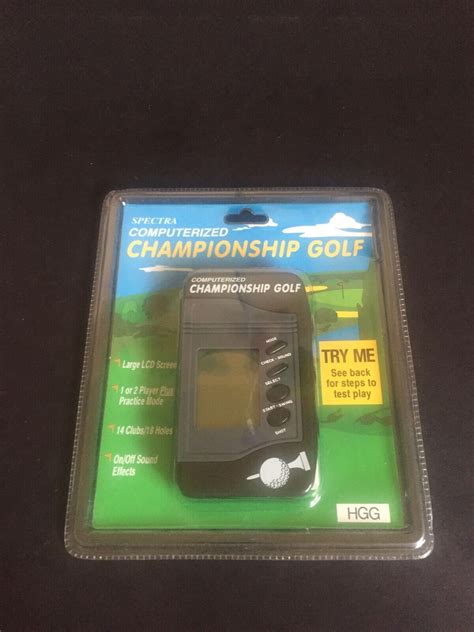 SPECTRA
COMPUTERIZED
CHAMPIONSHIP GOLF
COMPUTERIZED
CHAMPIONSHIP GOLF
MODE
CHECK - SOUND
SELECT
START - SWING
SHOT
Large LCD Screen
1 or 2 Player Plus
Practice Mode
14 Clubs/18 Holes
On/Off Sound
Effects
TRY ME
See back
for steps to
test play
HGG